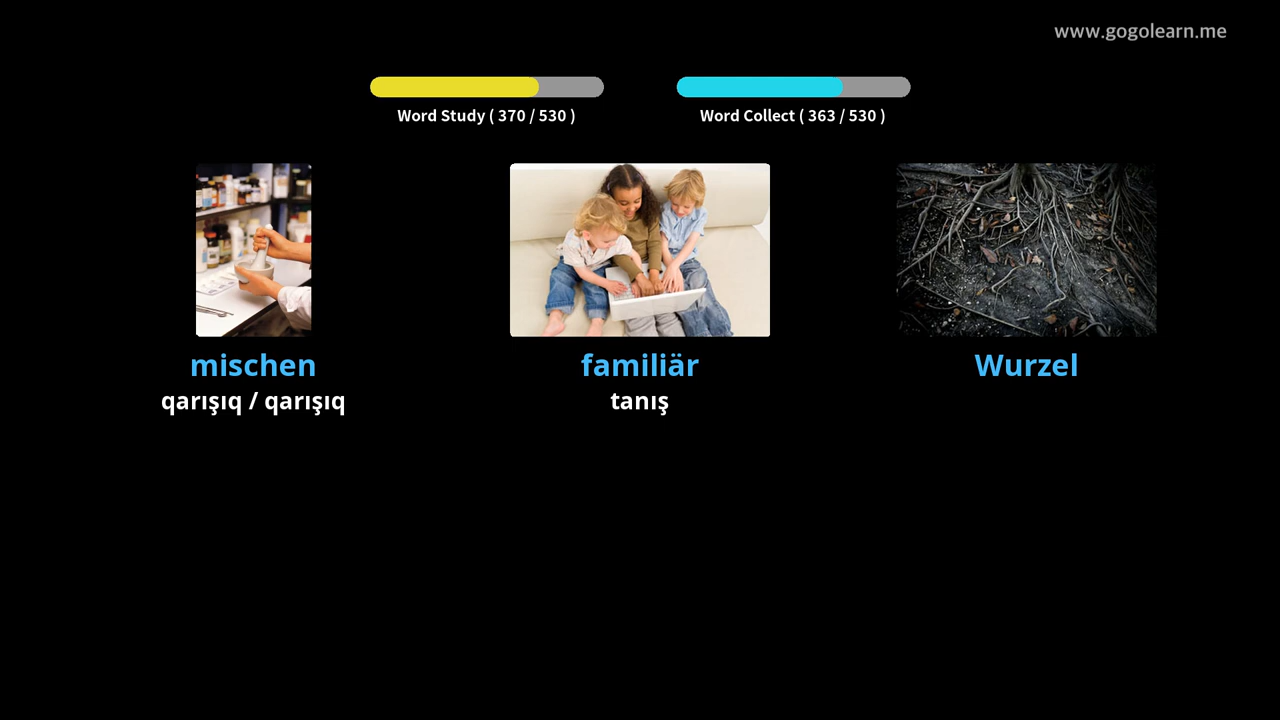 www.gogolearn.me
Word Study ( 370 / 530 )
Word Collect ( 363 / 530 )
mischen
qarışıq / qarışıq
familiär
tanış
Wurzel